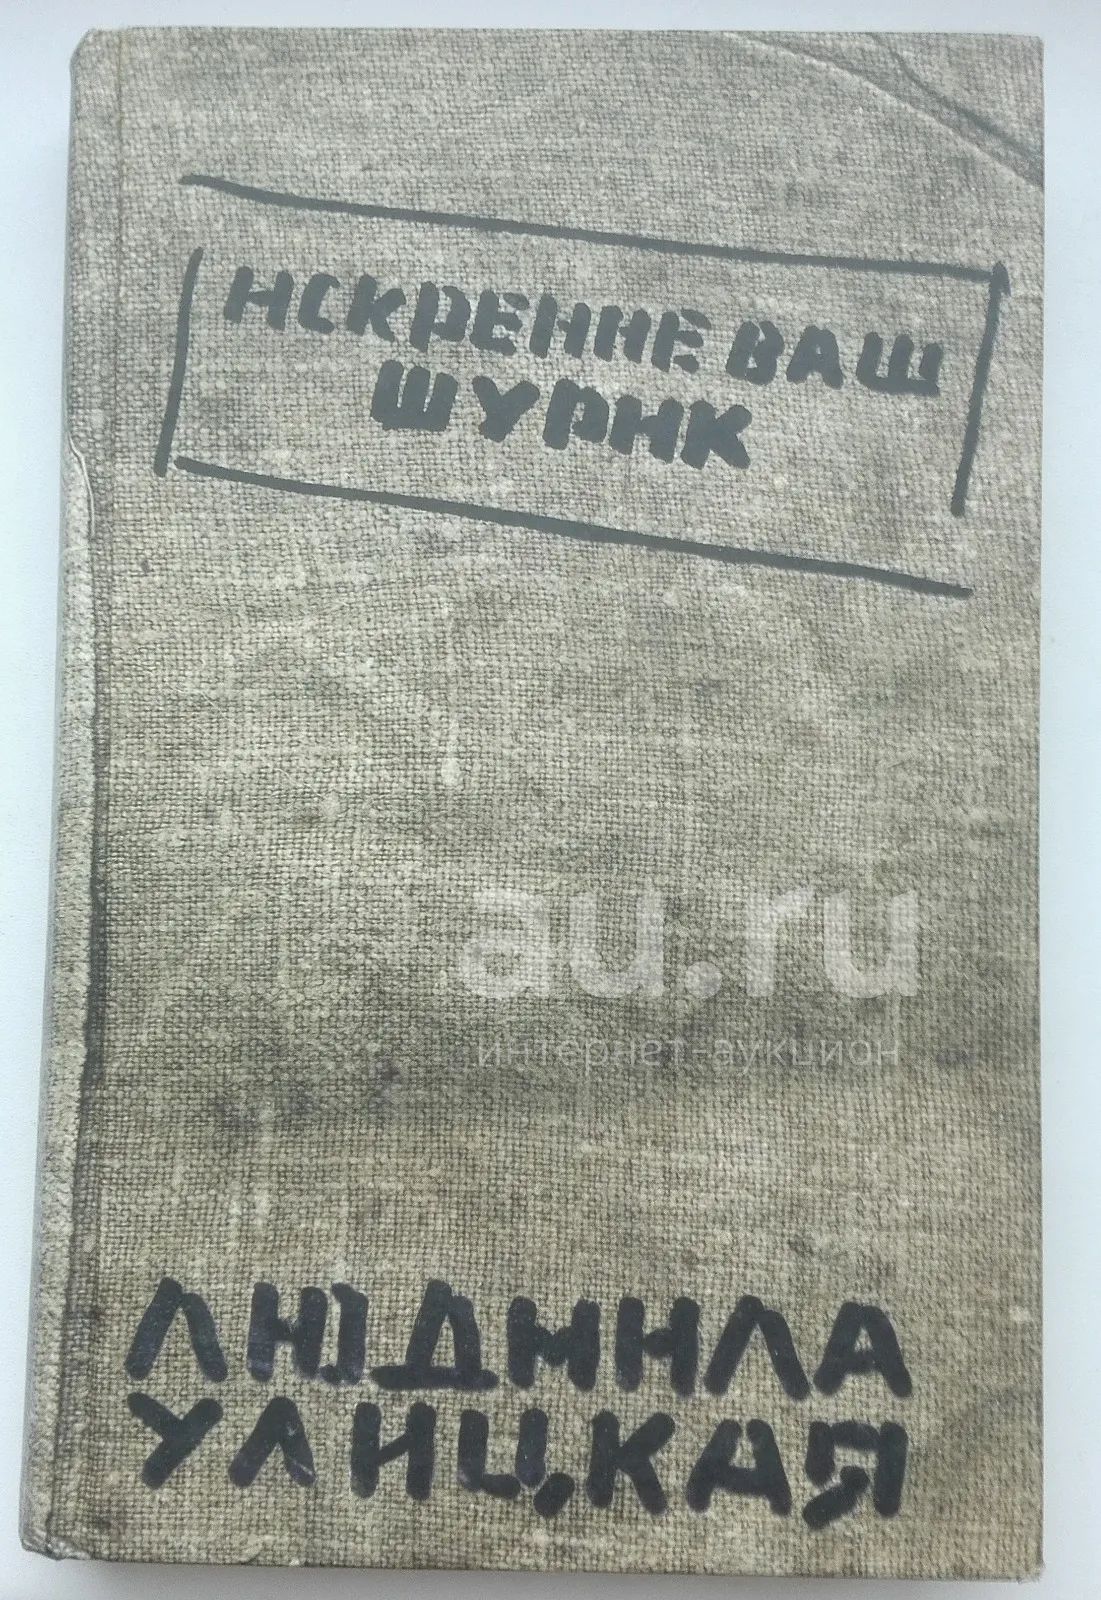 ИСКРЕННЕ ВАШ
ШУРИК
au.ru
интернет-аукцион
ЛЮДМИЛА
УЛИЦКАЯ